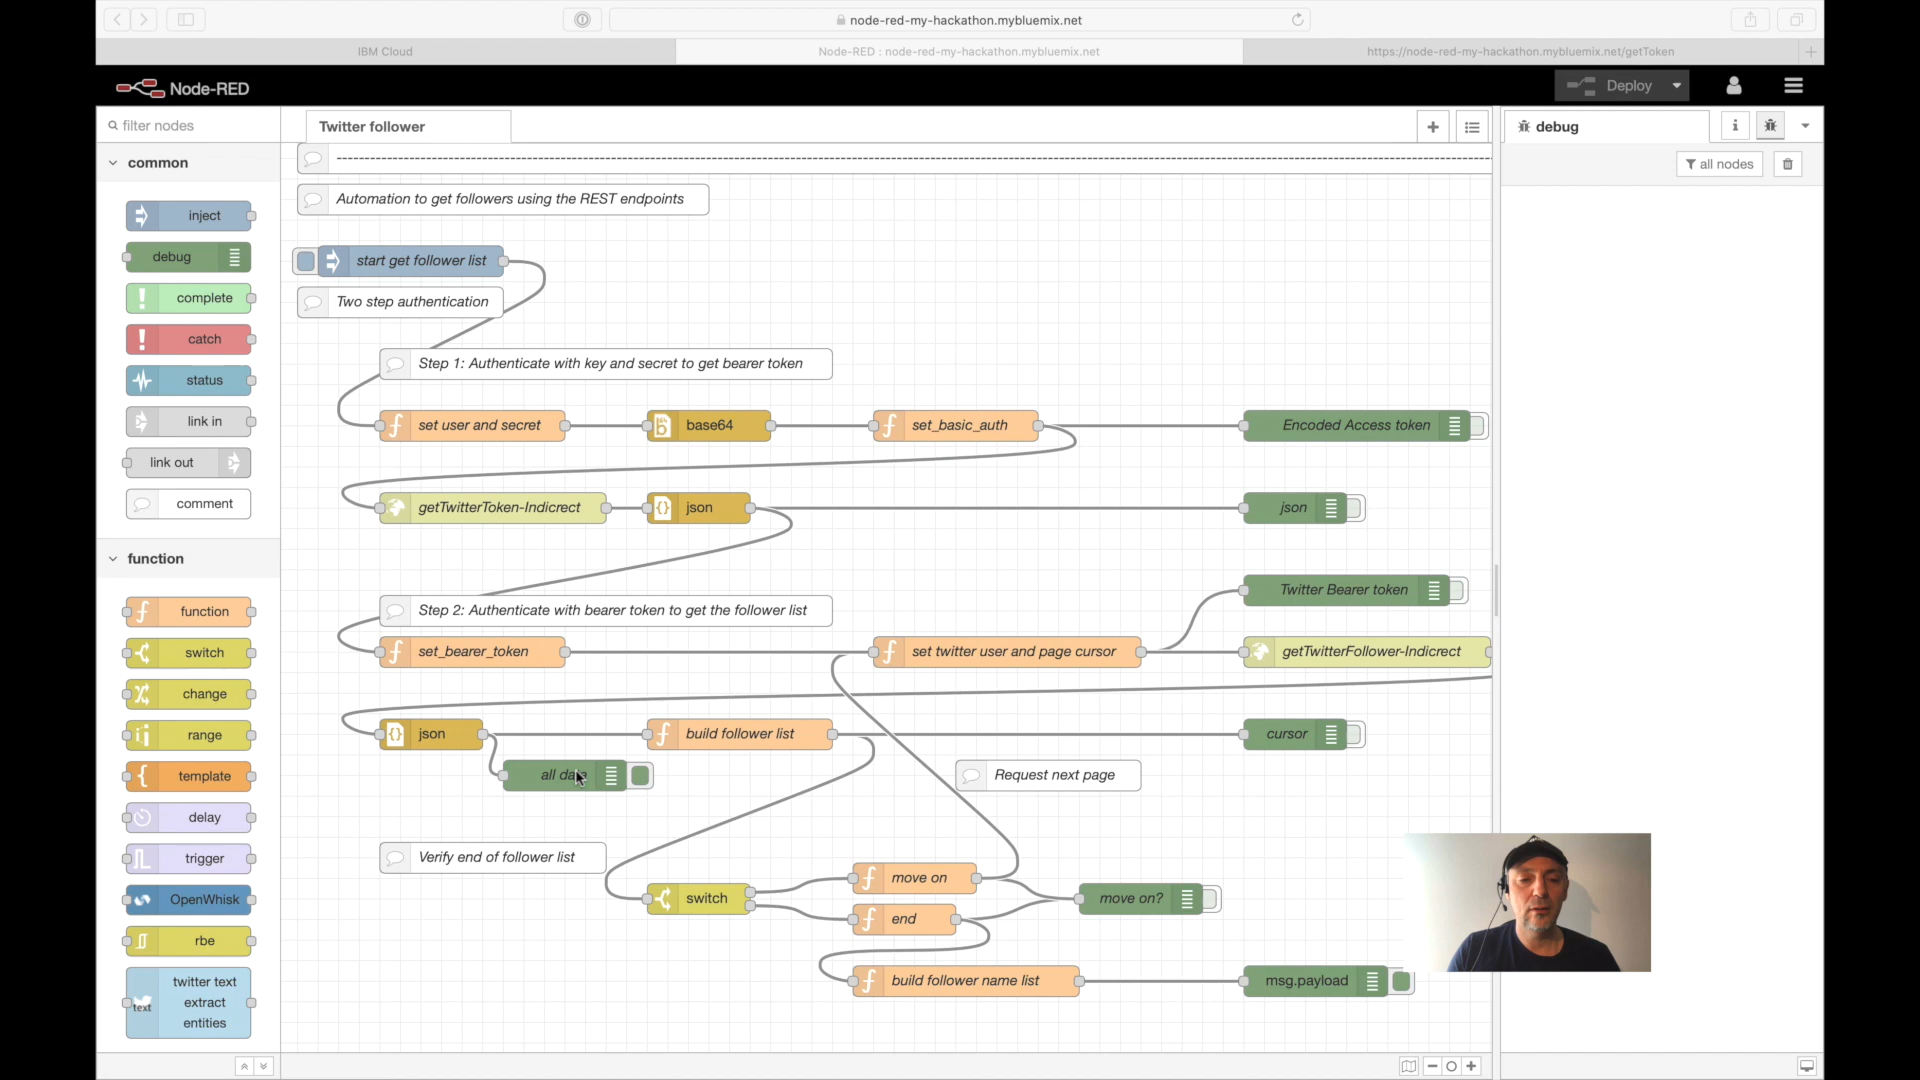 node-red-my-hackathon.mybluemix.net
IBM Cloud
Node-RED : node-red-my-hackathon.mybluemix.net
https://node-red-my-hackathon.mybluemix.net/getToken
Node-RED
Deploy
filter nodes
Twitter follower
debug
all nodes
common
inject
debug
complete
catch
status
link in
link out
comment
function
function
switch
change
range
template
delay
trigger
OpenWhisk
rbe
text
twitter text
extract
entities
Automation to get followers using the REST endpoints
start get follower list
Two step authentication
Step 1: Authenticate with key and secret to get bearer token
set user and secret
base64
set_basic_auth
Encoded Access token
getTwitterToken-Indicrect
json
json
Twitter Bearer token
Step 2: Authenticate with bearer token to get the follower list
set_bearer_token
set twitter user and page cursor
getTwitterFollower-Indicrect
json
build follower list
cursor
all data
Request next page
Verify end of follower list
switch
move on
end
move on?
build follower name list
msg.payload